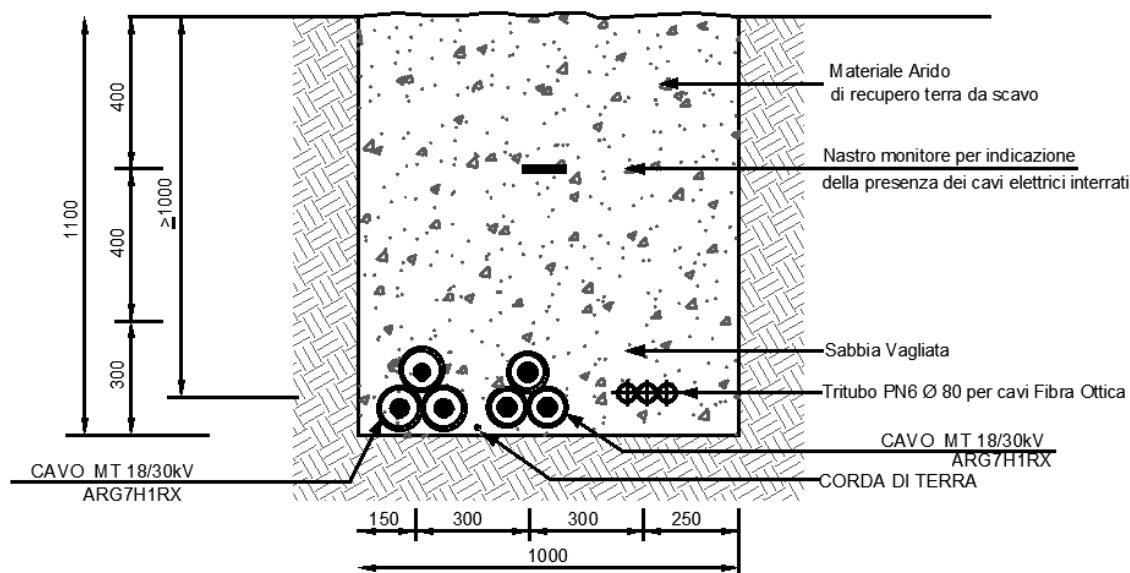 400
Materiale Arido
di recupero terra da scavo
Nastro monitore per indicazione
della presenza dei cavi elettrici interrati
1100
≥1000
400
300
Sabbia Vagliata
Tritubo PN6 Ø 80 per cavi Fibra Ottica
CAVO MT 18/30kV
ARG7H1RX
CAVO MT 18/30kV
ARG7H1RX
CORDA DI TERRA
150
300
300
250
1000